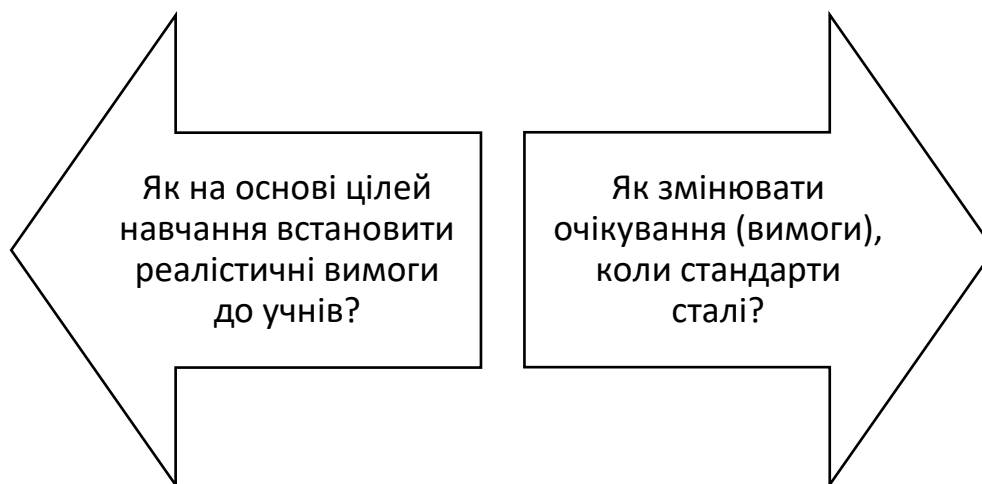 Як на основі цілей
навчання встановити
реалістичні вимоги
до учнів?
Як змінювати
очікування (вимоги),
коли стандарти
сталі?